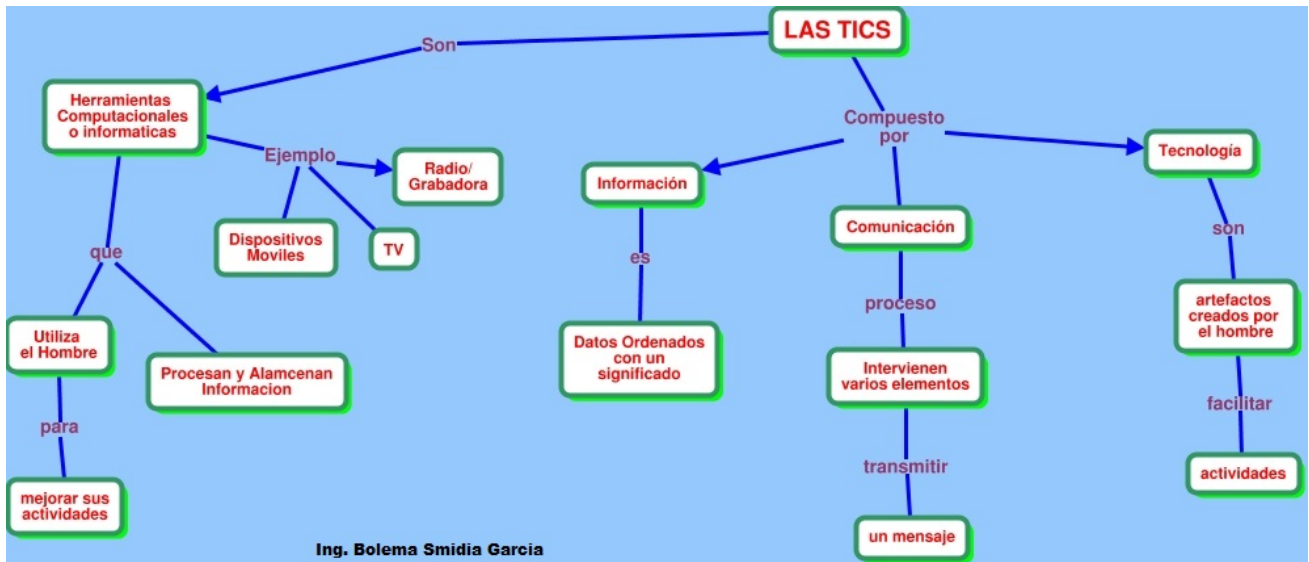 LAS TICS
Son
Herramientas
Computacionales
o informaticas
Ejemplo
Radio/
Grabadora
Dispositivos
Moviles
TV
que
Utiliza
el Hombre
Procesan y Alamcenan
Informacion
para
mejorar sus
actividades
Compuesto
por
Información
es
Datos Ordenados
con un
significado
Comunicación
proceso
Intervienen
varios elementos
transmitir
un mensaje
Tecnología
son
artefactos
creados por
el hombre
facilitar
actividades
Ing. Bolema Smidia Garcia